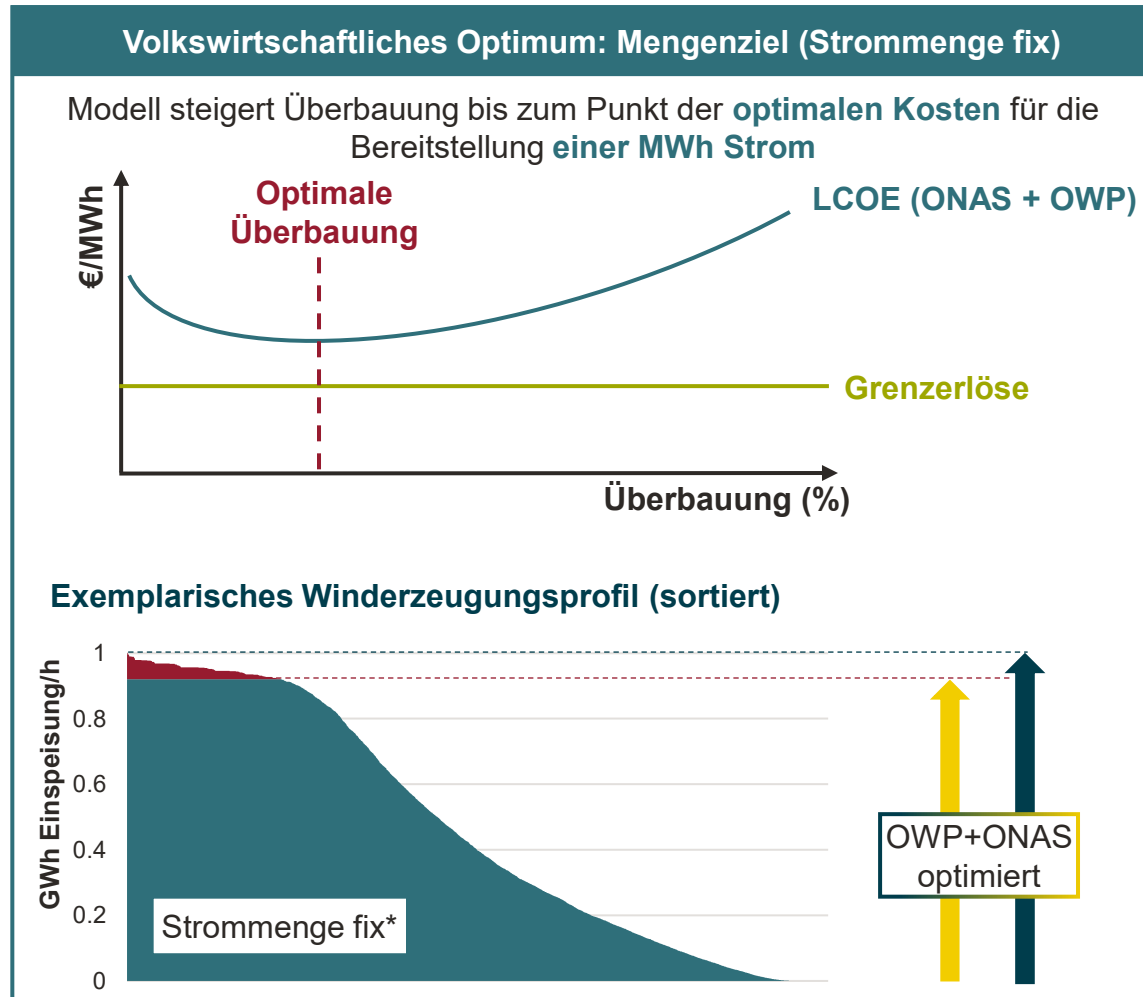 Volkswirtschaftliches Optimum: Mengenziel (Strommenge fix)
Modell steigert Überbauung bis zum Punkt der optimalen Kosten für die
Bereitstellung einer MWh Strom
€/MWh
Optimale
Überbauung
LCOE (ONAS + OWP)
Grenzerlöse
Überbauung (%)
Exemplarisches Winderzeugungsprofil (sortiert)
GWh Einspeisung/h
1
0.8
0.6
0.4
0.2
0
Strommenge fix*
OWP+ONAS
optimiert